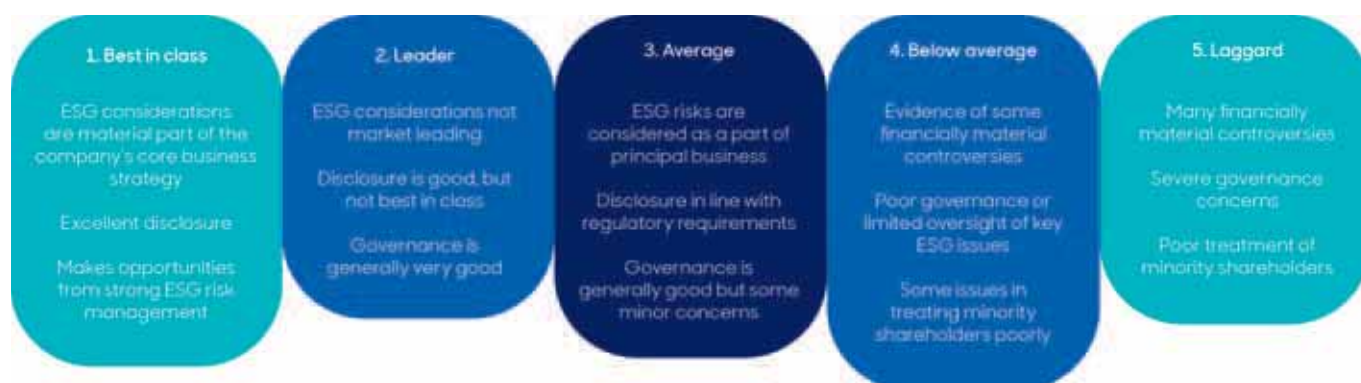 1. Best in class
ESG considerations
are material part of the
company's core business
strategy
Excellent disclosure
Makes opportunities
from strong ESG risk
management
2. Leader
ESG considerations not
market leading
Disclosure is good, but
not best in class
Governance is
generally very good
3. Average
ESG risks are
considered as a part of
principal business
Disclosure in line with
regulatory requirements
Governance is
generally good but some
minor concerns
4. Below average
Evidence of some
financially material
controversies
Poor governance or
limited oversight of key
ESG issues
Some issues in
treating minority
shareholders poorly
5. Laggard
Many financially
material controversies
Severe governance
concerns
Poor treatment of
minority shareholders